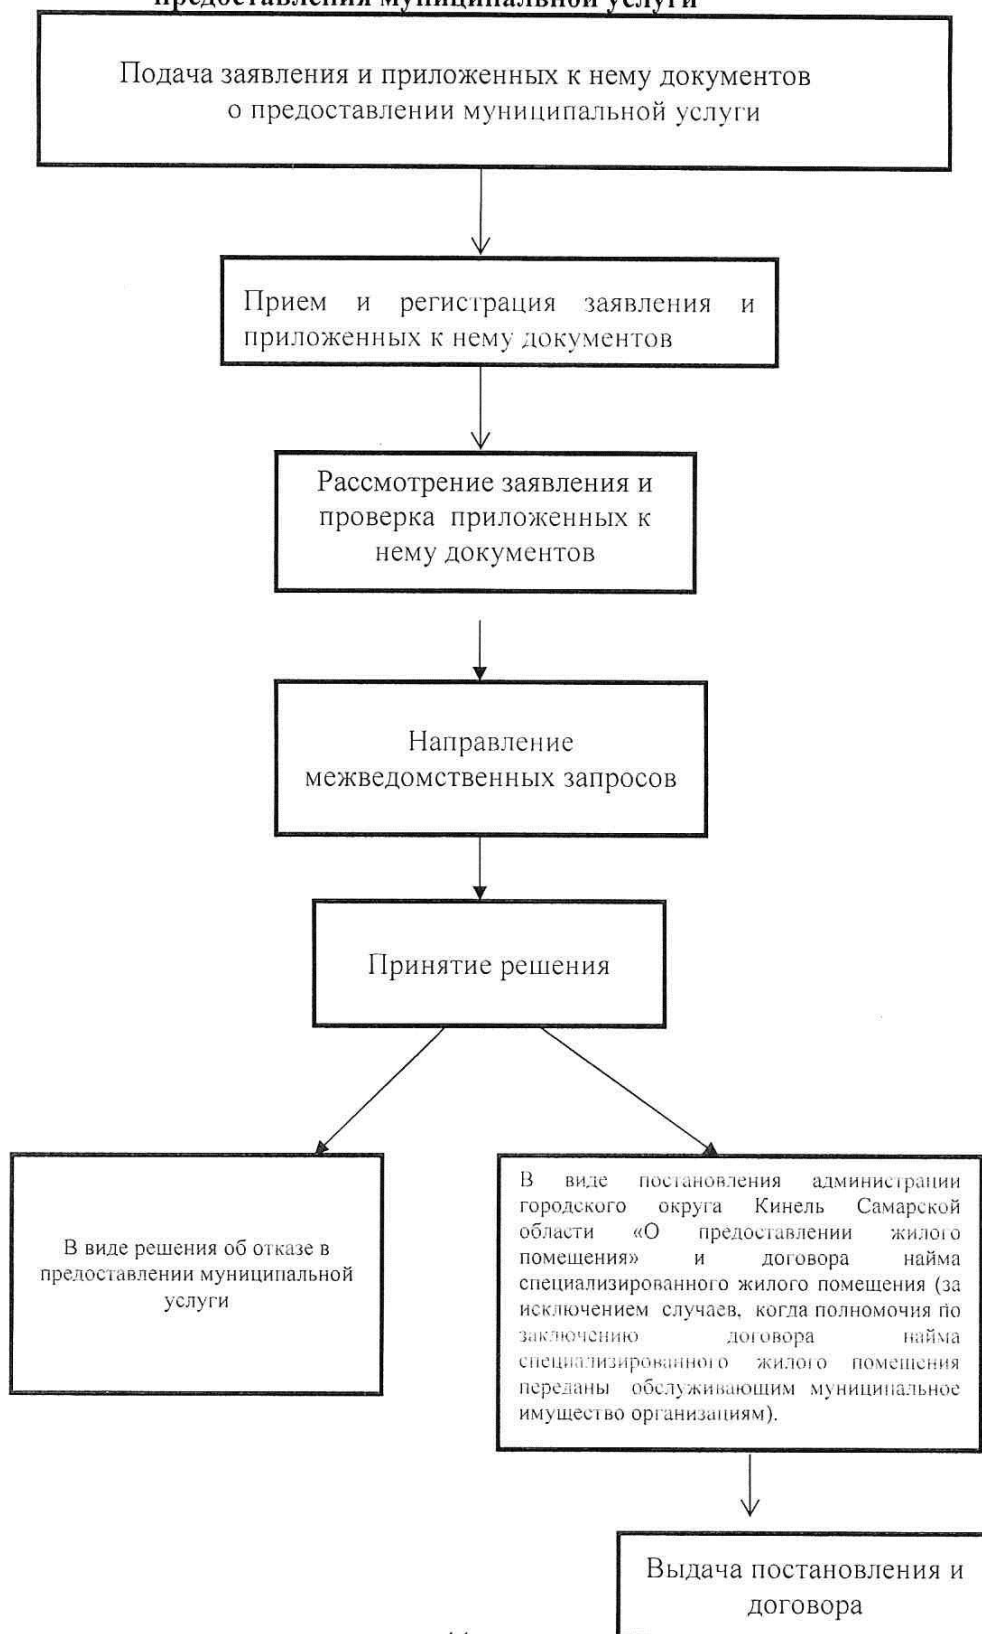 предоставления муниципальной услуги
Подача заявления и приложенных к нему документов
о предоставлении муниципальной услуги
Прием и регистрация заявления и
приложенных к нему документов
Рассмотрение заявления и
проверка приложенных к
нему документов
Направление
межведомственных запросов
Принятие решения
В виде решения об отказе в
предоставлении муниципальной
услуги
В виде постановления администрации
городского округа Кинель Самарской
области «О предоставлении жилого
помещения» и договора найма
специализированного жилого помещения (за
исключением случаев, когда полномочия по
заключению договора найма
специализированного жилого помещения
переданы обслуживающим муниципальное
имущество организациям).
Выдача постановления и
договора